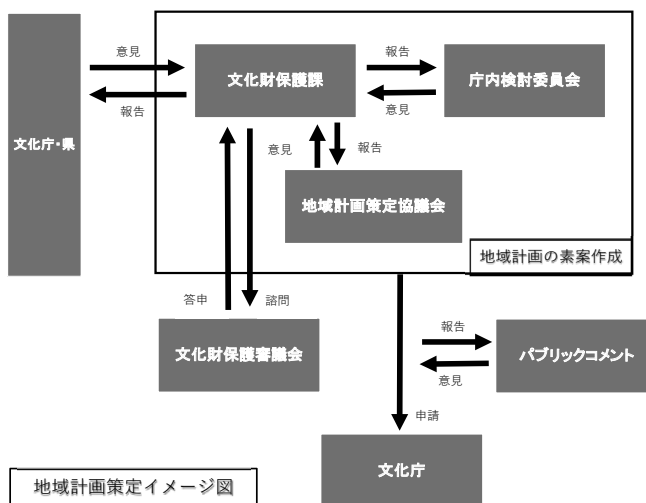 意見
報告
文化庁・県
文化財保護課
報告
意見
庁内検討委員会
意見
報告
地域計画策定協議会
地域計画の素案作成
答申
諮問
文化財保護審議会
報告
意見
パブリックコメント
申請
文化庁
地域計画策定イメージ図